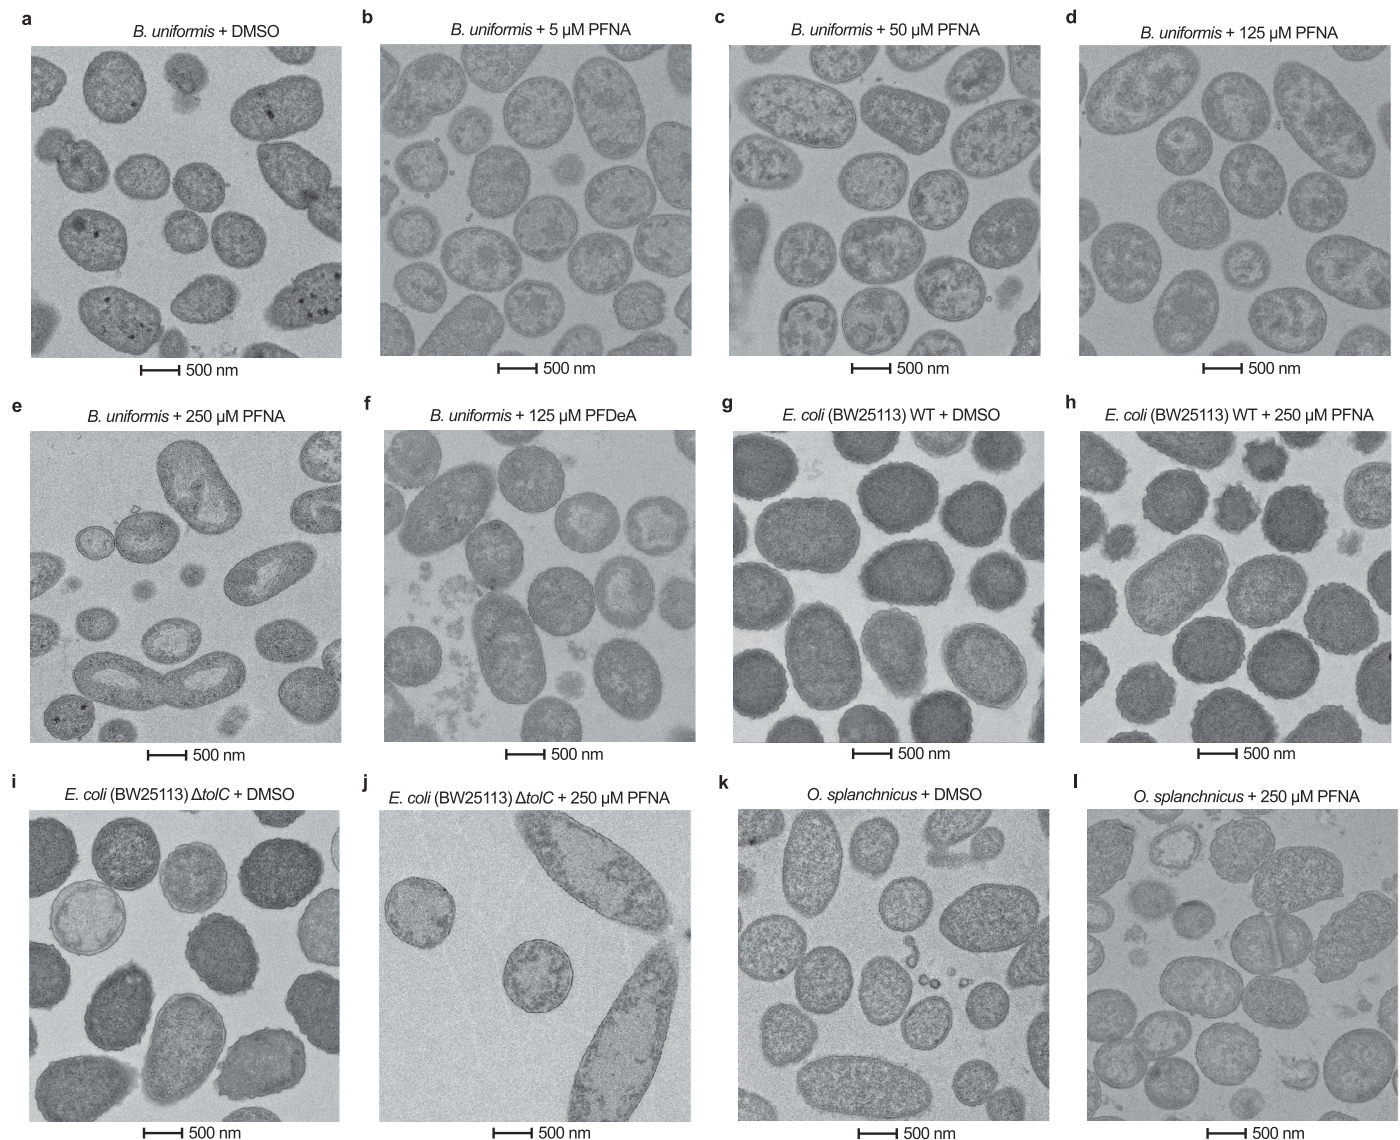 a
B. uniformis + DMSO
500 nm
b
B. uniformis + 5 µM PFNA
500 nm
c
B. uniformis + 50 µM PFNA
500 nm
d
B. uniformis + 125 µM PFNA
500 nm
e
B. uniformis + 250 µM PFNA
500 nm
f
B. uniformis + 125 µM PFDeA
500 nm
g
E. coli (BW25113) WT + DMSO
500 nm
h
E. coli (BW25113) WT + 250 µM PFNA
500 nm
i
E. coli (BW25113) ΔtolC + DMSO
500 nm
j
E. coli (BW25113) ΔtolC + 250 µM PFNA
500 nm
k
O. splanchnicus + DMSO
500 nm
l
O. splanchnicus + 250 µM PFNA
500 nm